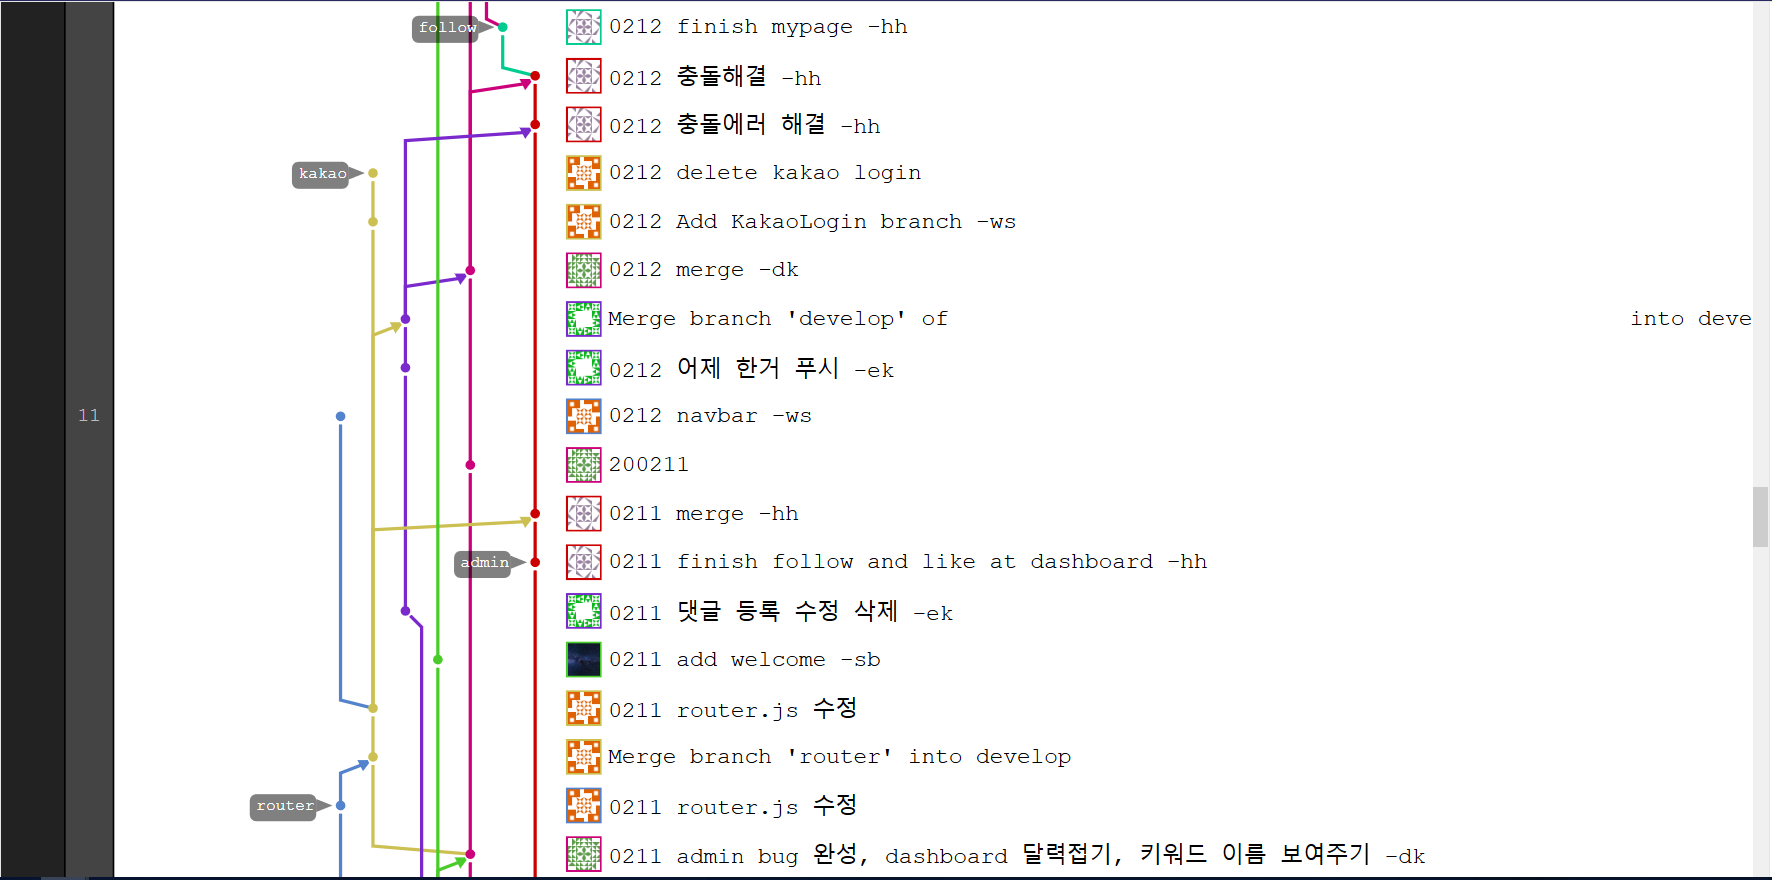 follow 0212 finish mypage -hh
0212 충돌해결 -hh
0212 충돌에러 해결 -hh
kakao 0212 delete kakao login
0212 Add KakaoLogin branch -ws
0212 merge -dk
Merge branch 'develop' of into deve
0212 어제 한거 푸시 -ek
11 0212 navbar -ws
200211
0211 merge -hh
admin 0211 finish follow and like at dashboard -hh
0211 댓글 등록 수정 삭제 -ek
0211 add welcome -sb
0211 router.js 수정
Merge branch 'router' into develop
router 0211 router.js 수정
0211 admin bug 완성, dashboard 달력접기, 키워드 이름 보여주기 -dk